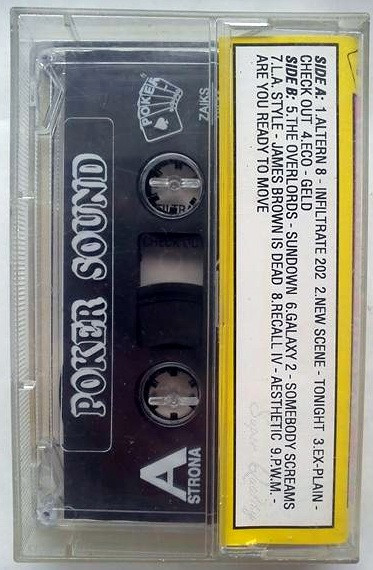 SIDE A: 1.ALTERN 8 - INFILTRATE 202 2.NEW SCENE - TONIGHT 3.EX-PLAIN -
CHECK OUT 4.ECO - GELD
SIDE B: 5.THE OVERLORDS - SUNDOWN 6.GALAXY 2 - SOMEBODY SCREAMS
7.L.A. STYLE - JAMES BROWN IS DEAD 8.RECALL IV - AESTHETIC 9.P.W.M. -
ARE YOU READY TO MOVE
POKER
ZAIKS
POKER SOUND
A
STRONA